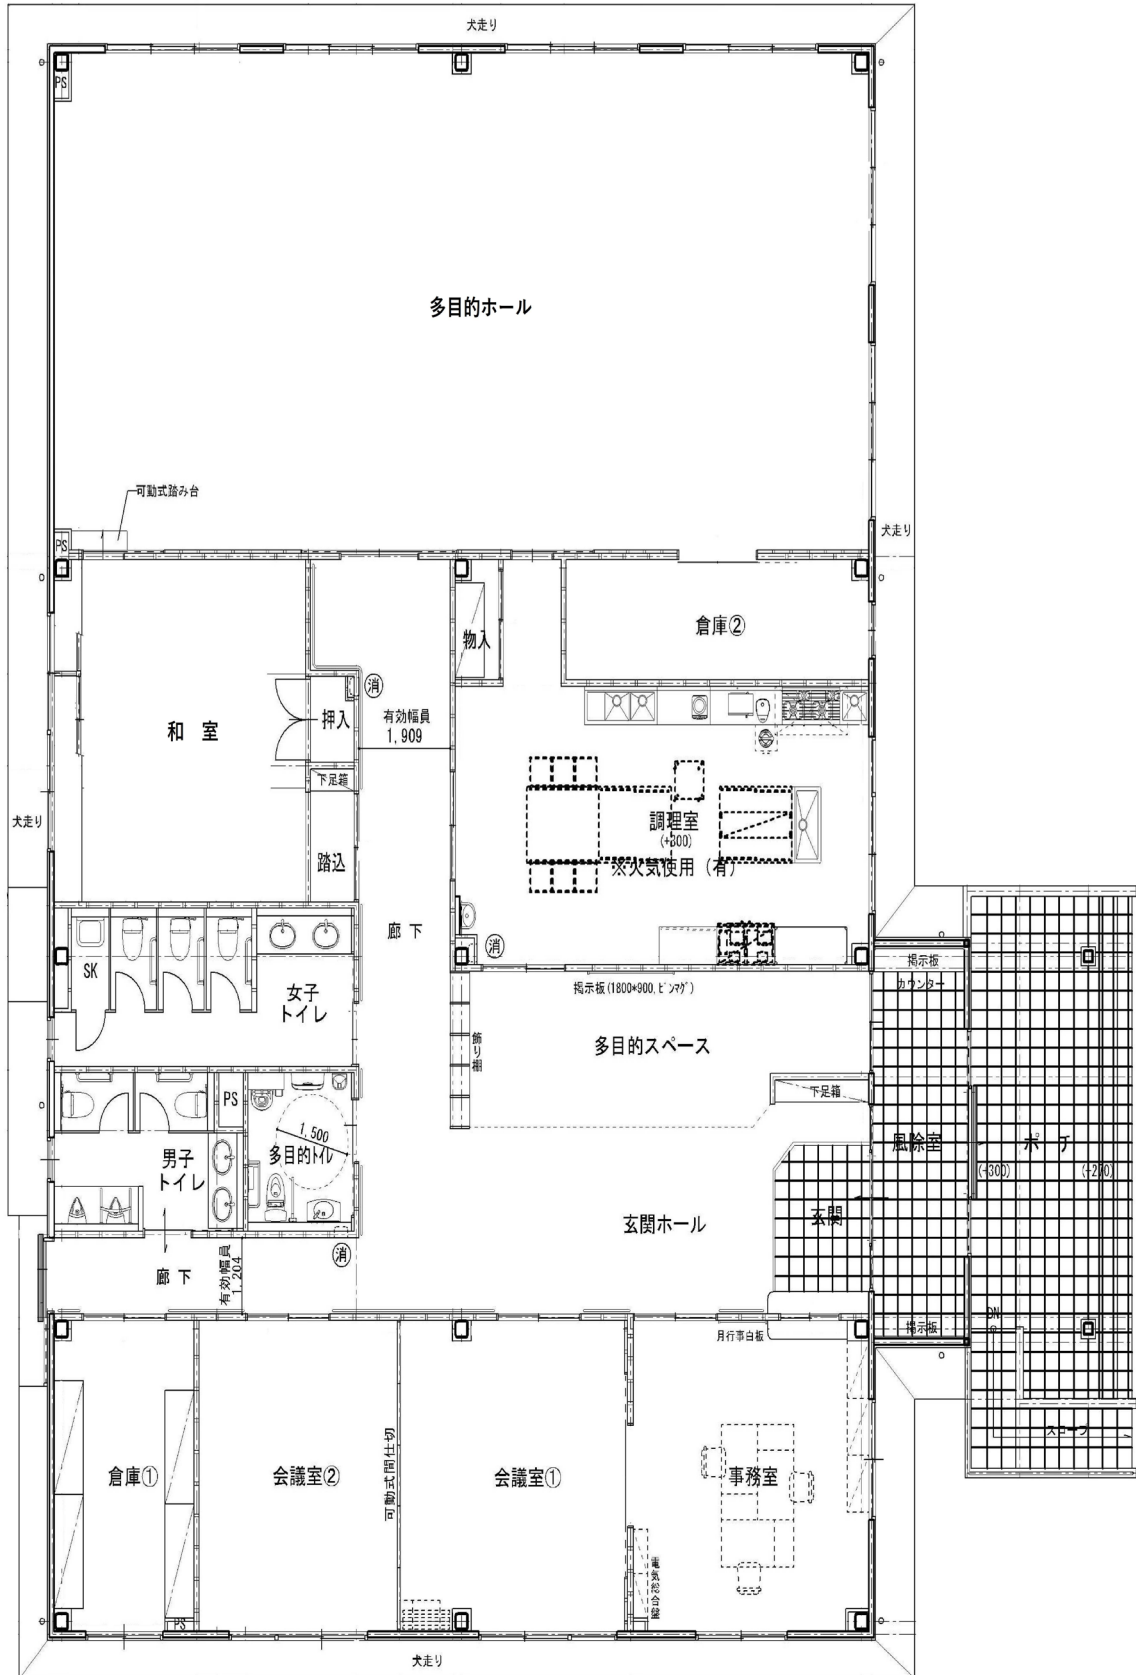 犬走り
PS
多目的ホール
可動式踏み台
PS
犬走り
物入
倉庫②
消
有効幅員
1,909
押入
和 室
下足箱
犬走り
踏込
調理室
(+300)
※火気使用(有)
廊 下
消
SK
女子
トイレ
掲示板
カウンター
掲示板(1800*900,ピンマグ)
飾り棚
多目的スペース
下足箱
PS
1,500
多目的トイレ
男子
トイレ
風除室
(+300)
ポーチ
(+270)
玄関ホール
玄関
消
廊 下
有効幅員
1,204
DN
掲示板
月行事白板
スロープ
倉庫①
会議室②
可動式間仕切
会議室①
事務室
PS
犬走り